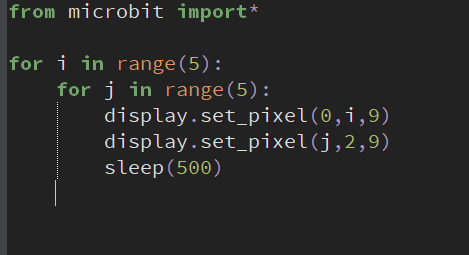 from microbit import*
for i in range(5):
    for j in range(5):
        display.set_pixel(0,i,9)
        display.set_pixel(j,2,9)
        sleep(500)